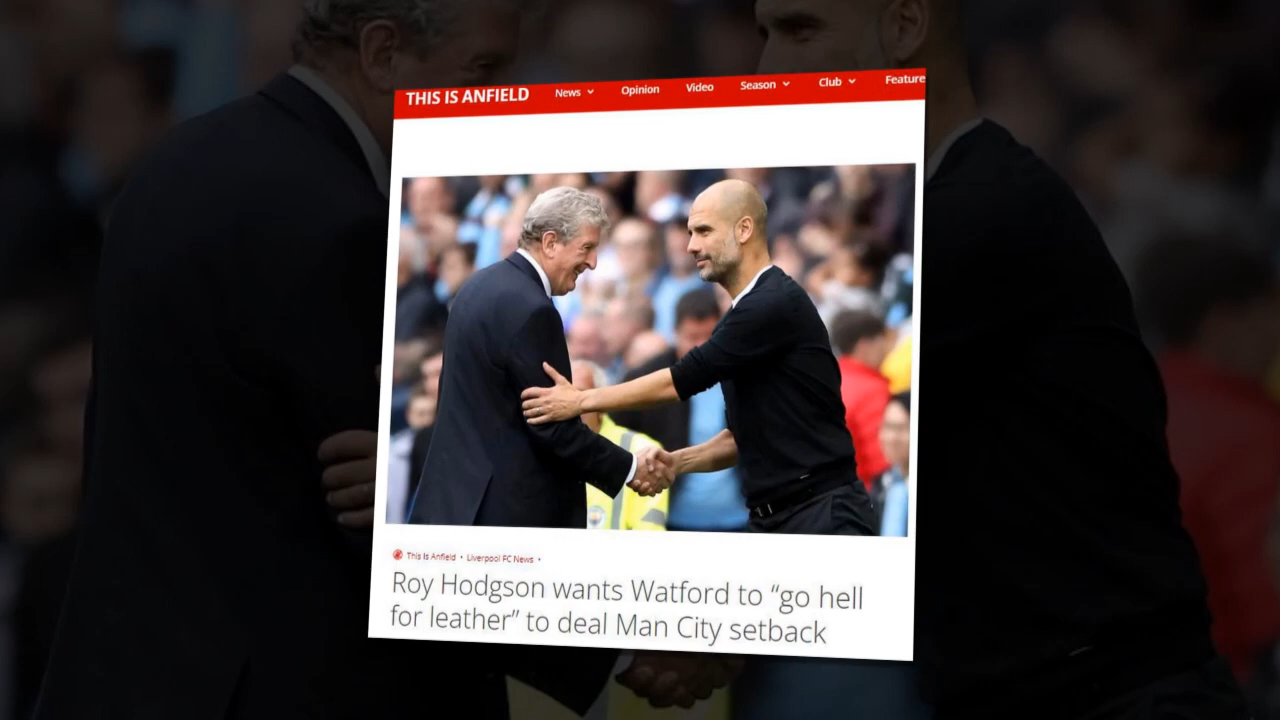 THIS IS ANFIELD News Opinion Video Season Club Feature
This Is Anfield • Liverpool FC News •
Roy Hodgson wants Watford to “go hell
for leather” to deal Man City setback